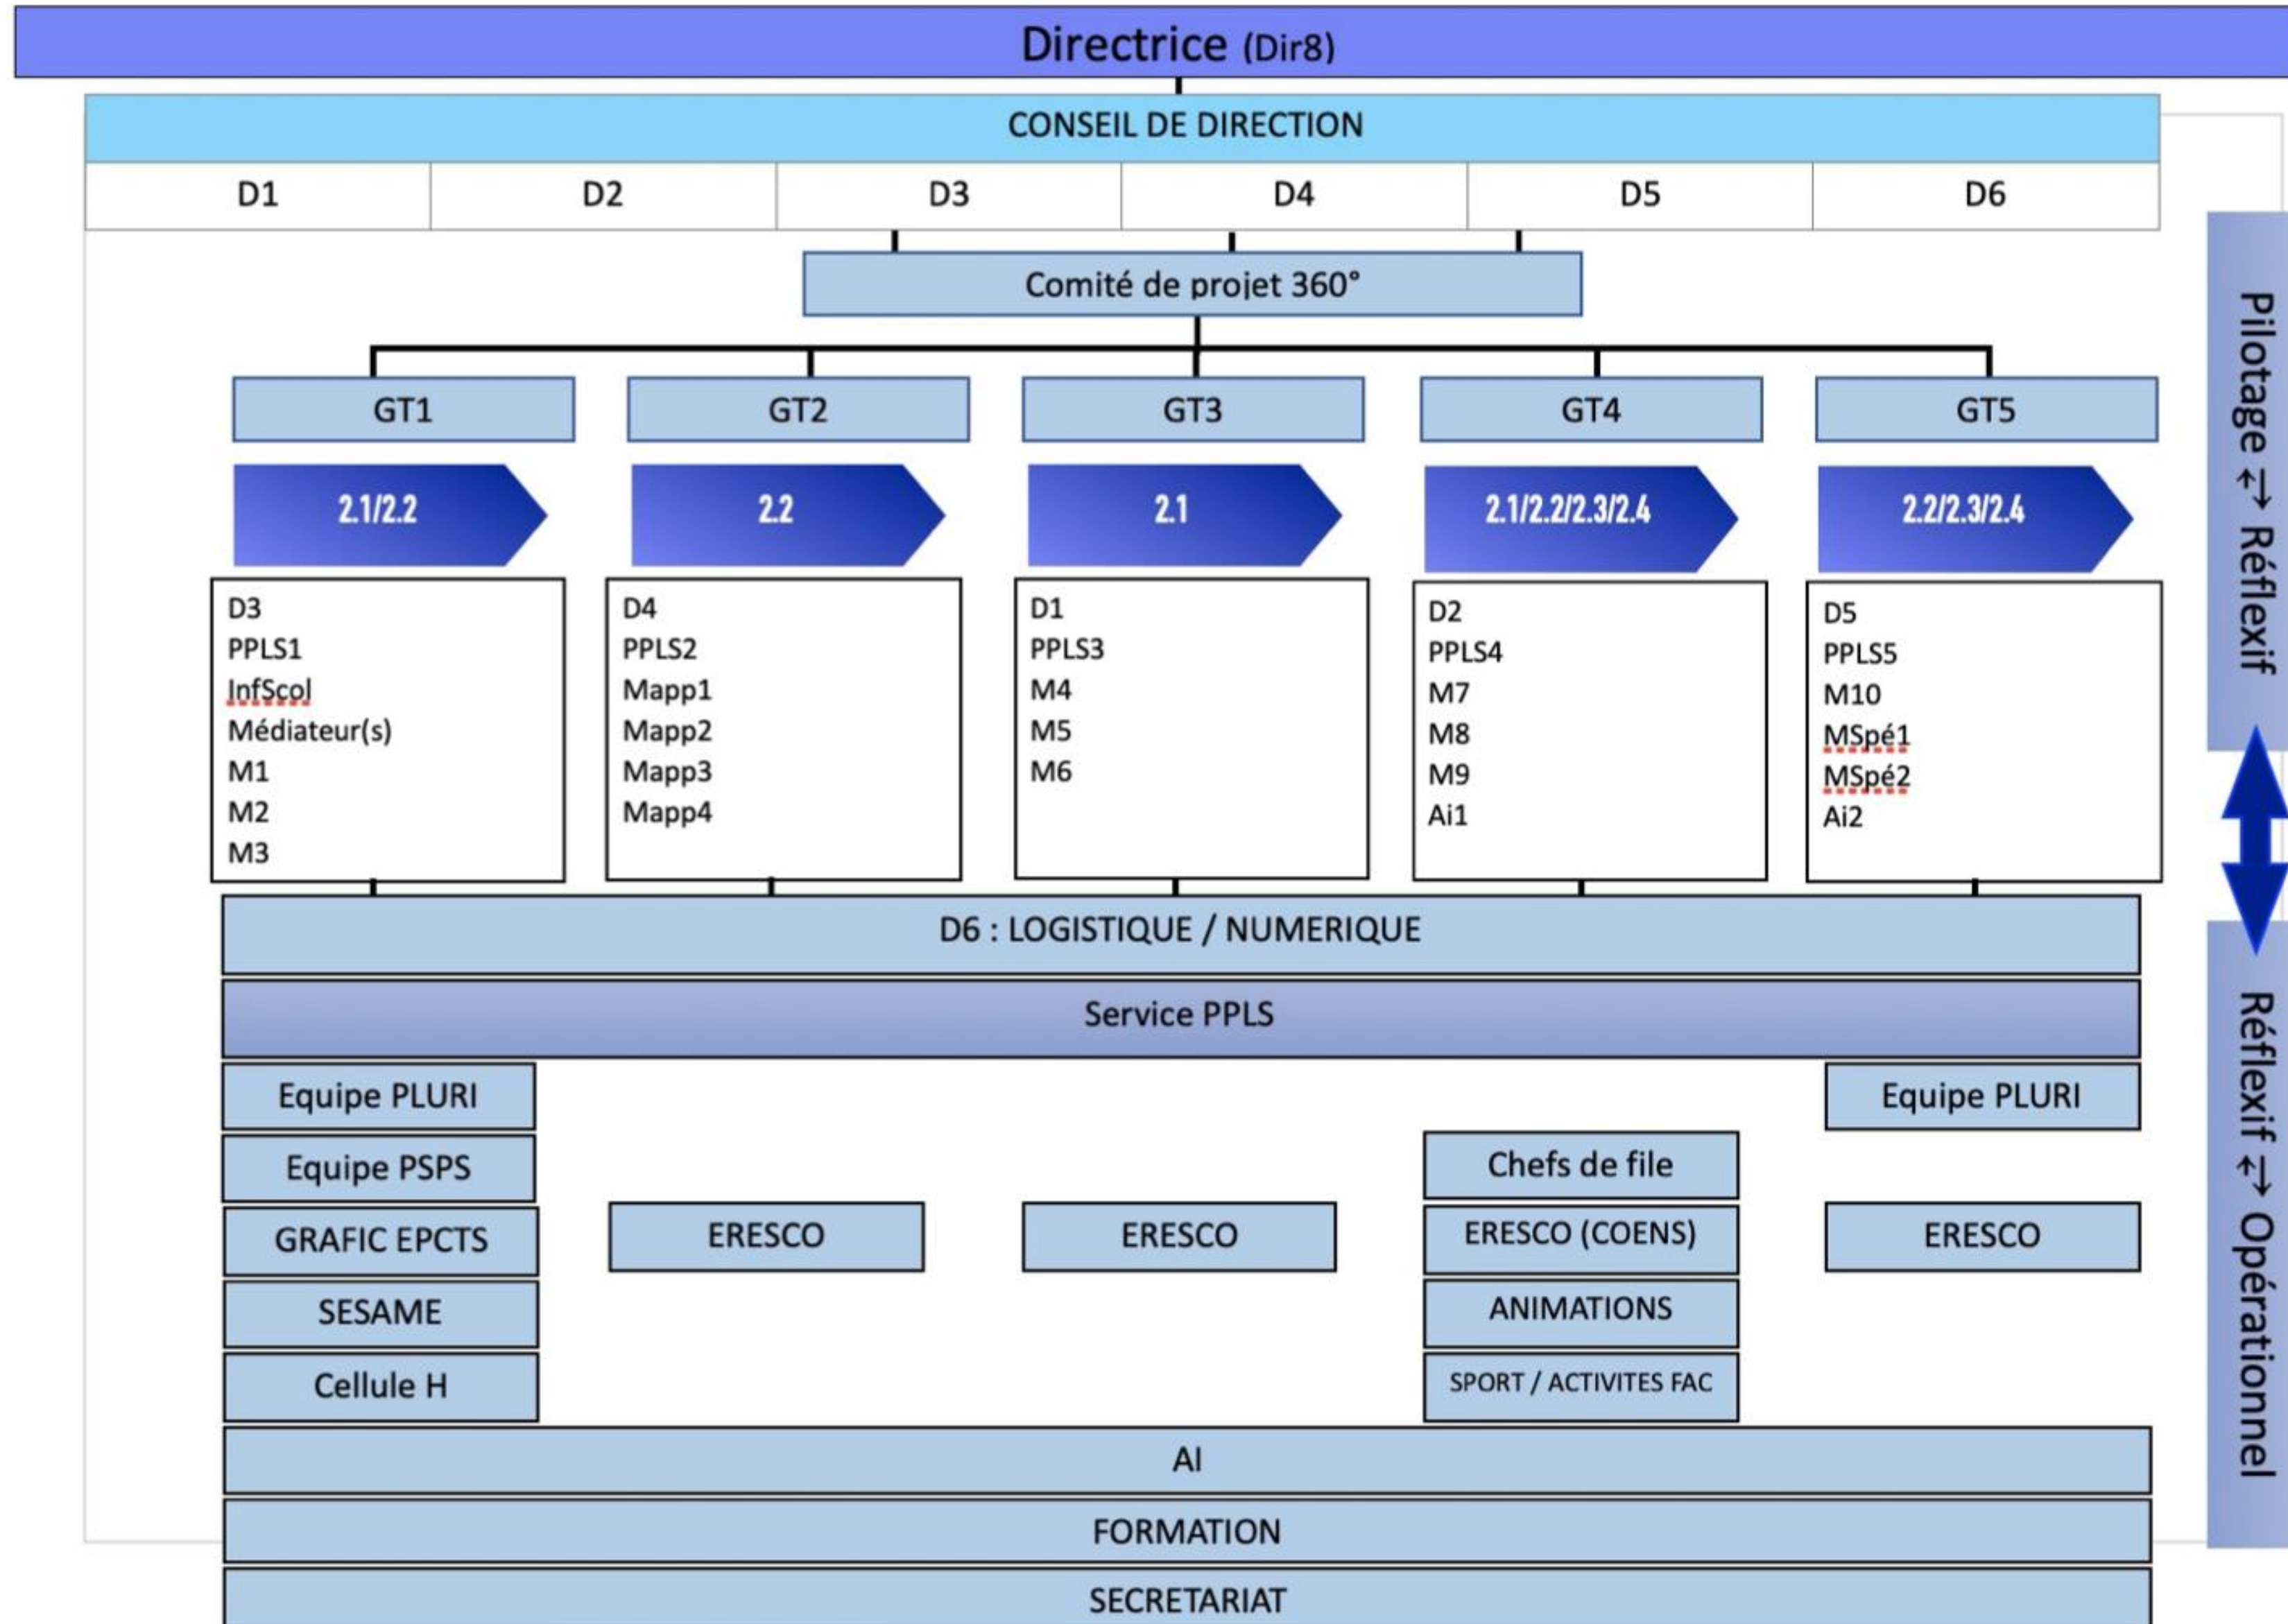 Directrice (Dir8)
CONSEIL DE DIRECTION
D1
D2
D3
D4
D5
D6
Comité de projet 360°
GT1
GT2
GT3
GT4
GT5
2.1/2.2
2.2
2.1
2.1/2.2/2.3/2.4
2.2/2.3/2.4
D3
PPLS1
InfScol
Médiateur(s)
M1
M2
M3
D4
PPLS2
Mapp1
Mapp2
Mapp3
Mapp4
D1
PPLS3
M4
M5
M6
D2
PPLS4
M7
M8
M9
Ai1
D5
PPLS5
M10
MSpé1
MSpé2
Ai2
D6 : LOGISTIQUE / NUMERIQUE
Service PPLS
Equipe PLURI
Equipe PSPS
GRAFIC EPCTS
SESAME
Cellule H
ERESCO
ERESCO
Chefs de file
ERESCO (COENS)
ANIMATIONS
SPORT / ACTIVITES FAC
Equipe PLURI
ERESCO
AI
FORMATION
SECRETARIAT
Pilotage ↔ Réflexif
Réflexif ↔ Opérationnel